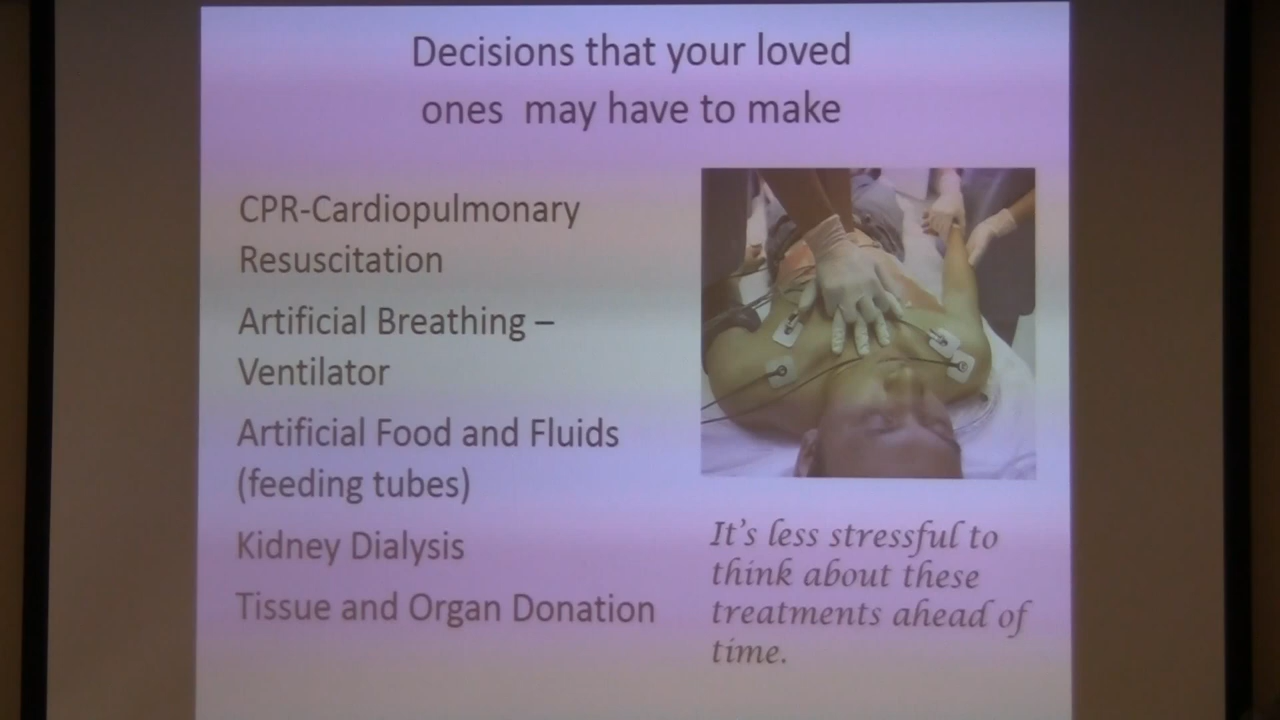 Decisions that your loved
ones may have to make
CPR-Cardiopulmonary
Resuscitation
Artificial Breathing –
Ventilator
Artificial Food and Fluids
(feeding tubes)
Kidney Dialysis
Tissue and Organ Donation
It's less stressful to
think about these
treatments ahead of
time.